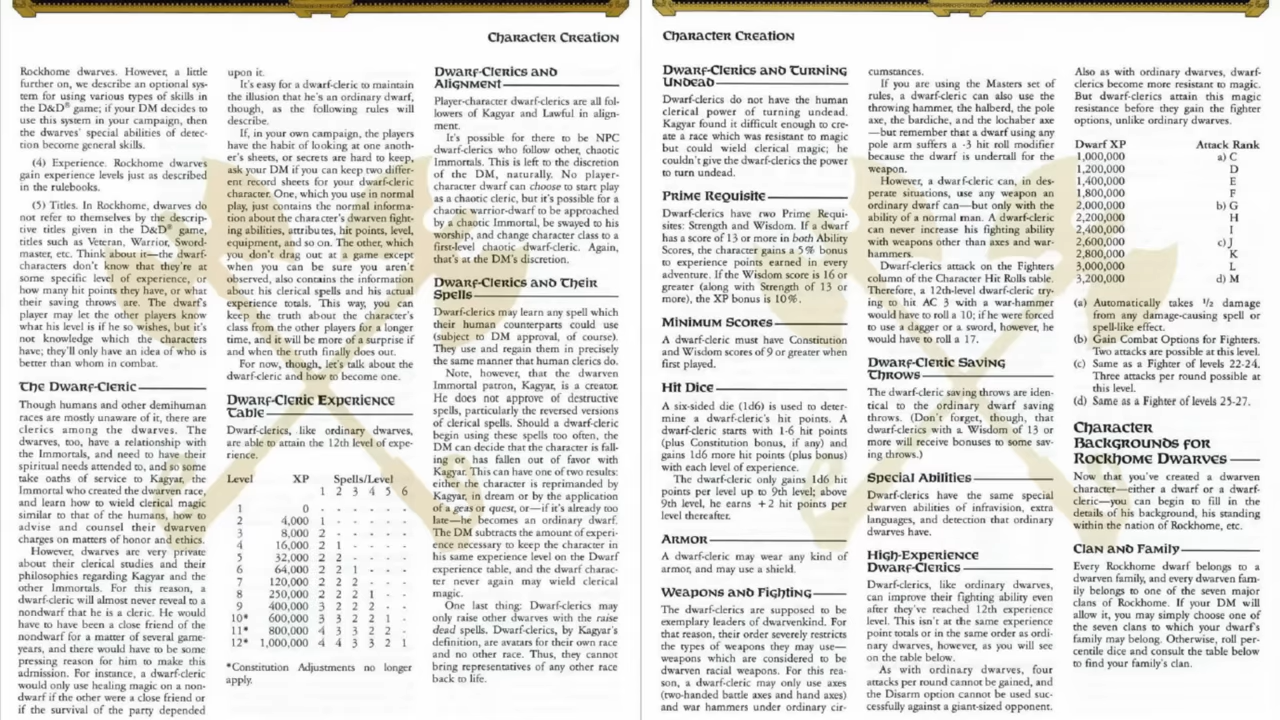 Character Creation
Rockhome dwarves. However, a little
further on, we describe an optional sys-
tem for using various types of skills in
the D&D® game; if your DM decides to
use this system in your campaign, then
the dwarves' special abilities of detec-
tion become general skills.
(4) Experience. Rockhome dwarves
gain experience levels just as described
in the rulebooks.
(5) Titles. In Rockhome, dwarves do
not refer to themselves by the descrip-
tive titles given in the D&D® game,
titles such as Veteran, Warrior, Sword-
master, etc. Think about it—the dwarf-
characters don't know that they're at
some specific level of experience, or
how many hit points they have, or what
their saving throws are. The dwarf's
player may let the other players know
what his level is if he so wishes, but it's
not knowledge which the characters
have; they'll only have an idea of who is
better than whom in combat.
The Dwarf-Cleric
Though humans and other demihuman
races are mostly unaware of it, there are
clerics among the dwarves. The
dwarves, too, have a relationship with
the Immortals, and need to have their
spiritual needs attended to, and so some
take oaths of service to Kagyar, the
Immortal who created the dwarven race,
and learn how to wield clerical magic
similar to that of the humans, how to
advise and counsel their dwarven
charges on matters of honor and ethics.
However, dwarves are very private
about their clerical studies and their
philosophies regarding Kagyar and the
other Immortals. For this reason, a
dwarf-cleric will almost never reveal to a
nondwarf that he is a cleric. He would
have to have been a close friend of the
nondwarf for a matter of several game-
years, and there would have to be some
pressing reason for him to make this
admission. For instance, a dwarf-cleric
would only use healing magic on a non-
dwarf if the other were a close friend or
if the survival of the party depended
upon it.
It's easy for a dwarf-cleric to maintain
the illusion that he's an ordinary dwarf,
though, as the following rules will
describe.
If, in your own campaign, the players
have the habit of looking at one anoth-
er's sheets, or secrets are hard to keep,
ask your DM if you can keep two differ-
ent record sheets for your dwarf-cleric
character. One, which you use in normal
play, just contains the normal informa-
tion about the character's dwarven fight-
ing abilities, attributes, hit points, level,
equipment, and so on. The other, which
you don't drag out at a game except
when you can be sure you aren't
observed, also contains the information
about his clerical spells and his actual
experience totals. This way, you can
keep the truth about the character's
class from the other players for a longer
time, and it will be more of a surprise if
and when the truth finally does out.
For now, though, let's talk about the
dwarf-cleric and how to become one.
Dwarf-Cleric Experience
Table
Dwarf-clerics, like ordinary dwarves,
are able to attain the 12th level of expe-
rience.
Level XP Spells/Level
1 2 3 4 5 6
1 0 - - - - - -
2 4,000 1 - - - - -
3 8,000 2 - - - - -
4 16,000 2 1 - - - -
5 32,000 2 2 - - - -
6 64,000 2 2 1 - - -
7 120,000 2 2 2 - - -
8 250,000 2 2 2 1 - -
9 400,000 3 2 2 2 - -
10* 600,000 3 3 2 2 1 -
11* 800,000 4 3 3 2 2 -
12* 1,000,000 4 4 3 3 2 1
*Constitution Adjustments no longer
apply.
Dwarf-Clerics and
Alignment
Player-character dwarf-clerics are all fol-
lowers of Kagyar and Lawful in align-
ment.
It's possible for there to be NPC
dwarf-clerics who follow other, chaotic
Immortals. This is left to the discretion
of the DM, naturally. No player-
character dwarf can choose to start play
as a chaotic cleric, but it's possible for a
chaotic warrior-dwarf to be approached
by a chaotic Immortal, be swayed to his
worship, and change character class to a
first-level chaotic dwarf-cleric. Again,
that's at the DM's discretion.
Dwarf-Clerics and Their
Spells
Dwarf-clerics may learn any spell which
their human counterparts could use
(subject to DM approval, of course).
They use and regain them in precisely
the same manner that human clerics do.
Note, however, that the dwarven
Immortal patron, Kagyar, is a creator.
He does not approve of destructive
spells, particularly the reversed versions
of clerical spells. Should a dwarf-cleric
begin using these spells too often, the
DM can decide that the character is fall-
ing or has fallen out of favor with
Kagyar. This can have one of two results:
either the character is reprimanded by
Kagyar, in dream or by the application
of a geas or quest, or—if it's already too
late—he becomes an ordinary dwarf.
The DM subtracts the amount of experi-
ence necessary to keep the character in
his same experience level on the Dwarf
experience table, and the dwarf charac-
ter never again may wield clerical
magic.
One last thing: Dwarf-clerics may
only raise other dwarves with the raise
dead spells. Dwarf-clerics, by Kagyar's
definition, are avatars for their own race
and no other race. Thus, they cannot
bring representatives of any other race
back to life.
Character Creation
Dwarf-Clerics and Turning
Undead
Dwarf-clerics do not have the human
clerical power of turning undead.
Kagyar found it difficult enough to cre-
ate a race which was resistant to magic
but could wield clerical magic; he
couldn't give the dwarf-clerics the power
to turn undead.
Prime Requisite
Dwarf-clerics have two Prime Requi-
sites: Strength and Wisdom. If a dwarf
has a score of 13 or more in both Ability
Scores, the character gains a 5% bonus
to experience points earned in every
adventure. If the Wisdom score is 16 or
greater (along with Strength of 13 or
more), the XP bonus is 10%.
Minimum Scores
A dwarf-cleric must have Constitution
and Wisdom scores of 9 or greater when
first played.
Hit Dice
A six-sided die (1d6) is used to deter-
mine a dwarf-cleric's hit points. A
dwarf-cleric starts with 1-6 hit points
(plus Constitution bonus, if any) and
gains 1d6 more hit points (plus bonus)
with each level of experience.
The dwarf-cleric only gains 1d6 hit
points per level up to 9th level; above
9th level, he earns +2 hit points per
level thereafter.
Armor
A dwarf-cleric may wear any kind of
armor, and may use a shield.
Weapons and Fighting
The dwarf-clerics are supposed to be
exemplary leaders of dwarvenkind. For
that reason, their order severely restricts
the types of weapons they may use—
weapons which are considered to be
dwarven racial weapons. For this rea-
son, a dwarf-cleric may only use axes
(two-handed battle axes and hand axes)
and war hammers under ordinary cir-
cumstances.
If you are using the Masters set of
rules, a dwarf-cleric can also use the
throwing hammer, the halberd, the pole
axe, the bardiche, and the lochaber axe
—but remember that a dwarf using any
pole arm suffers a -3 hit roll modifier
because the dwarf is undertall for the
weapon.
However, a dwarf-cleric can, in des-
perate situations, use any weapon an
ordinary dwarf can—but only with the
ability of a normal man. A dwarf-cleric
can never increase his fighting ability
with weapons other than axes and war-
hammers.
Dwarf-clerics attack on the Fighters
column of the Character Hit Rolls table.
Therefore, a 12th-level dwarf-cleric try-
ing to hit AC 3 with a war-hammer
would have to roll a 10; if he were forced
to use a dagger or a sword, however, he
would have to roll a 17.
Dwarf-Cleric Saving
Throws
The dwarf-cleric saving throws are iden-
tical to the ordinary dwarf saving
throws. (Don't forget, though, that
dwarf-clerics with a Wisdom of 13 or
more will receive bonuses to some sav-
ing throws.)
Special Abilities
Dwarf-clerics have the same special
dwarven abilities of infravision, extra
languages, and detection that ordinary
dwarves have.
High-Experience
Dwarf-Clerics
Dwarf-clerics, like ordinary dwarves,
can improve their fighting ability even
after they've reached 12th experience
level. This isn't at the same experience
point totals or in the same order as ordi-
nary dwarves, however, as you will see
on the table below.
As with ordinary dwarves, four
attacks per round cannot be gained, and
the Disarm option cannot be used suc-
cessfully against a giant-sized opponent.
Also as with ordinary dwarves, dwarf-
clerics become more resistant to magic.
But dwarf-clerics attain this magic
resistance before they gain the fighter
options, unlike ordinary dwarves.
Dwarf XP Attack Rank
1,000,000 a) C
1,200,000 D
1,400,000 E
1,800,000 F
2,000,000 b) G
2,200,000 H
2,400,000 I
2,600,000 c) J
2,800,000 K
3,000,000 L
3,200,000 d) M
(a) Automatically takes 1/2 damage
from any damage-causing spell or
spell-like effect.
(b) Gain Combat Options for Fighters.
Two attacks are possible at this level.
(c) Same as a Fighter of levels 22-24.
Three attacks per round possible at
this level.
(d) Same as a Fighter of levels 25-27.
Character
Backgrounds for
Rockhome Dwarves
Now that you've created a dwarven
character—either a dwarf or a dwarf-
cleric—you can begin to fill in the
details of his background, his standing
within the nation of Rockhome, etc.
Clan and Family
Every Rockhome dwarf belongs to a
dwarven family, and every dwarven fam-
ily belongs to one of the seven major
clans of Rockhome. If your DM will
allow it, you may simply choose one of
the seven clans to which your dwarf's
family may belong. Otherwise, roll per-
centile dice and consult the table below
to find your family's clan.